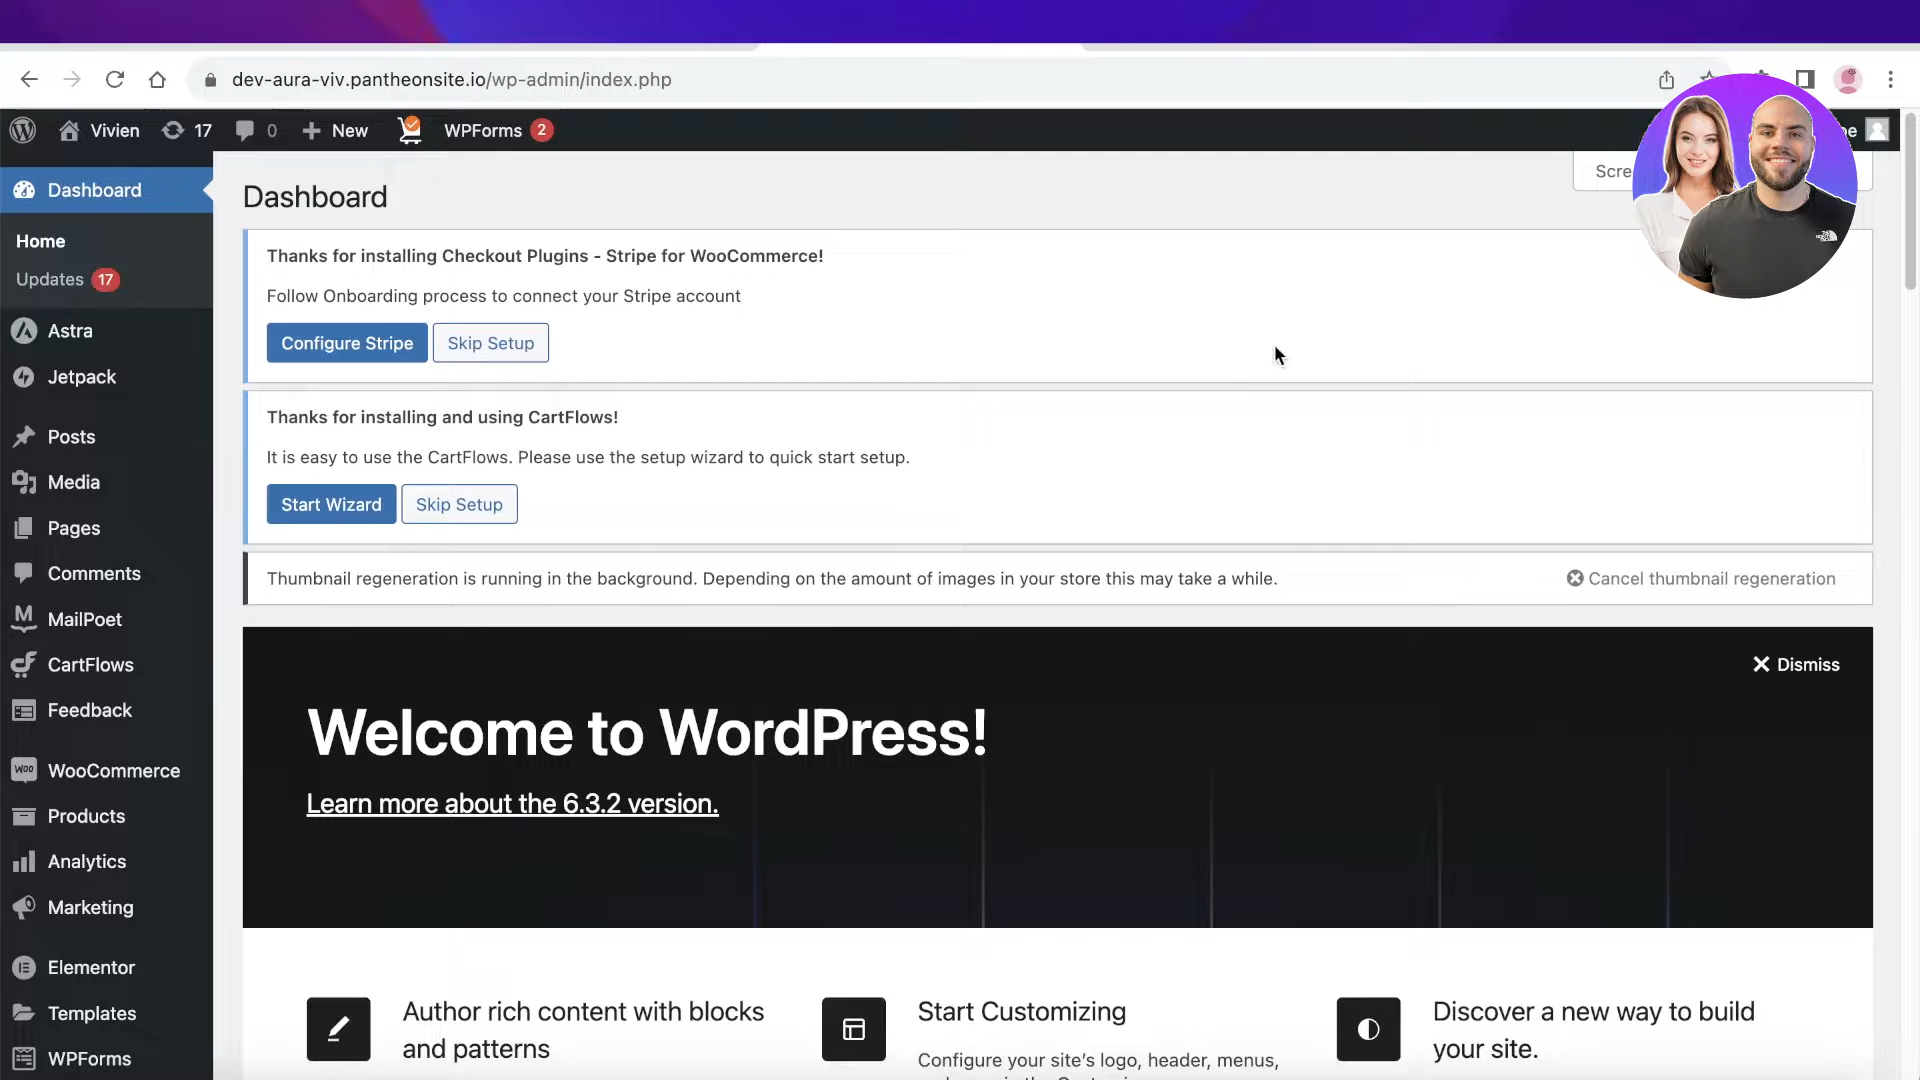 dev-aura-viv.pantheonsite.io/wp-admin/index.php
Vivien 17 0 New WPForms 2
Dashboard
Home
Updates 17
Astra
Jetpack
Posts
Media
Pages
Comments
MailPoet
CartFlows
Feedback
WooCommerce
Products
Analytics
Marketing
Elementor
Templates
WPForms
Dashboard
Thanks for installing Checkout Plugins - Stripe for WooCommerce!
Follow Onboarding process to connect your Stripe account
Configure Stripe Skip Setup
Thanks for installing and using CartFlows!
It is easy to use the CartFlows. Please use the setup wizard to quick start setup.
Start Wizard Skip Setup
Thumbnail regeneration is running in the background. Depending on the amount of images in your store this may take a while. Cancel thumbnail regeneration
Dismiss
Welcome to WordPress!
Learn more about the 6.3.2 version.
Author rich content with blocks
and patterns
Start Customizing
Configure your site's logo, header, menus,
Discover a new way to build
your site.